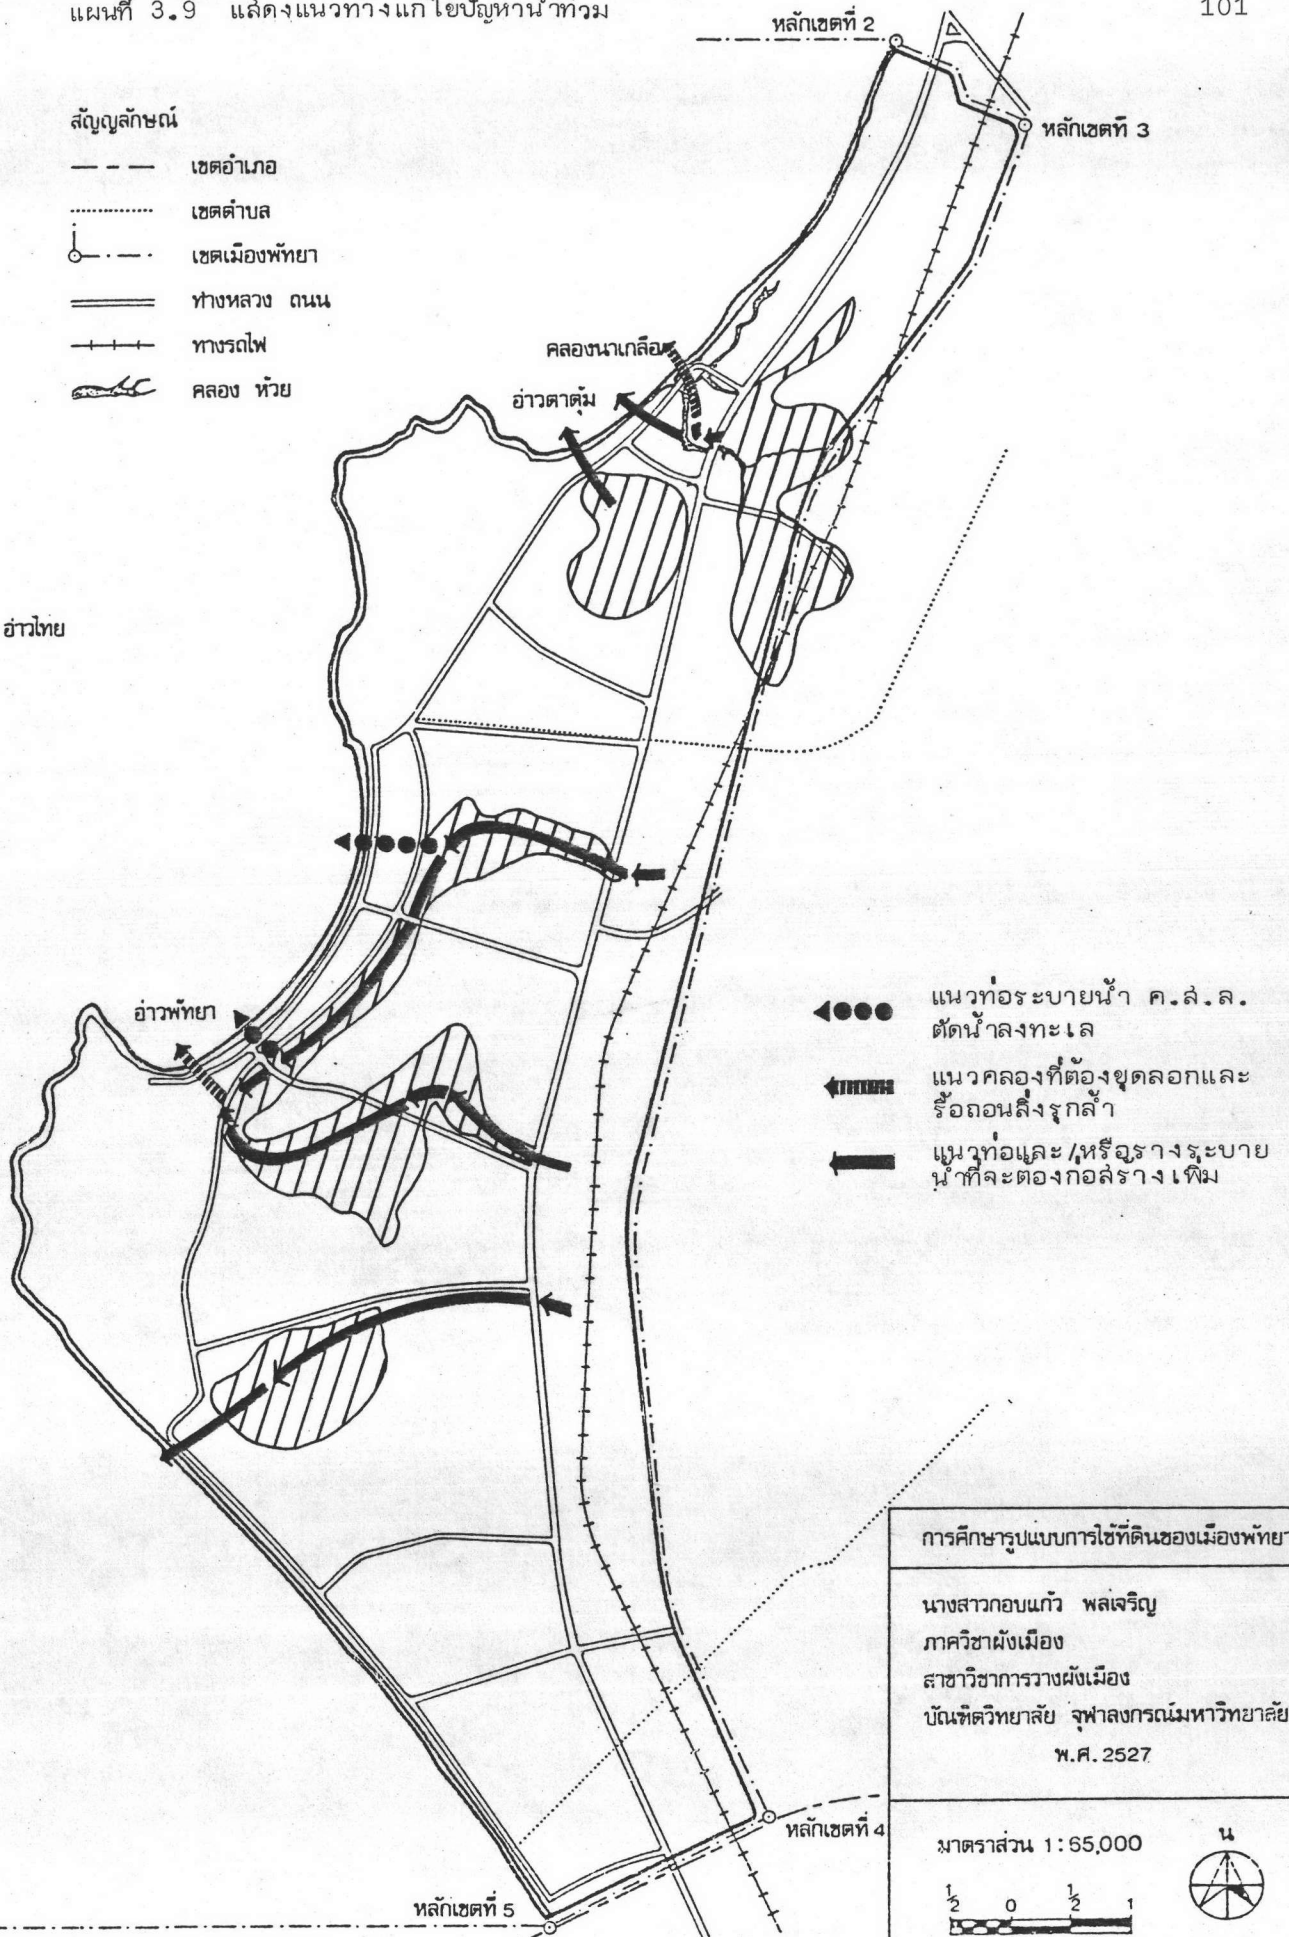 แผนที่ 3.9 แสดงแนวทางแก้ไขปัญหาน้ำท่วม
101
หลักเขตที่ 2
หลักเขตที่ 3
สัญญลักษณ์
เขตอำเภอ
เขตตำบล
เขตเมืองพัทยา
ทางหลวง ถนน
ทางรถไฟ
คลอง ห้วย
คลองนาเกลือ
อ่าวตาตุ้ม
อ่าวไทย
อ่าวพัทยา
แนวท่อระบายน้ำ ค.ส.ล.
ตัดน้ำลงทะเล
แนวคลองที่ต้องขุดลอกและ
รื้อถอนสิ่งรุกล้ำ
แนวท่อและ/หรือรางระบาย
น้ำที่จะต้องก่อสร้างเพิ่ม
การศึกษารูปแบบการใช้ที่ดินของเมืองพัทยา
นางสาวกอบแก้ว พลเจริญ
ภาควิชาผังเมือง
สาขาวิชาการวางผังเมือง
บัณฑิตวิทยาลัย จุฬาลงกรณ์มหาวิทยาลัย
พ.ศ. 2527
หลักเขตที่ 4
หลักเขตที่ 5
มาตราส่วน 1:65,000
น
½ 0 ½ 1